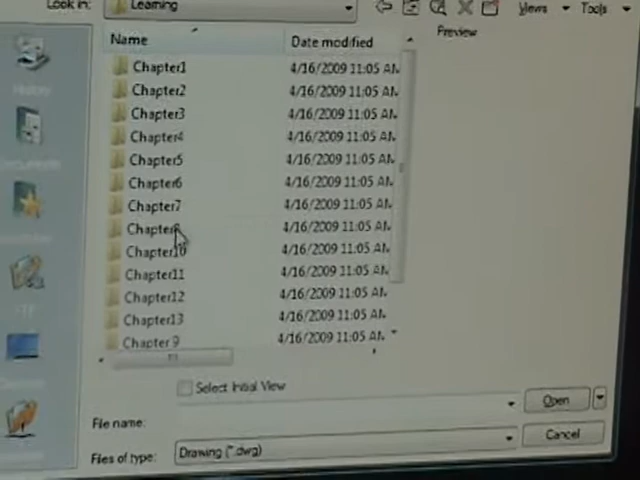 Look in: Learning Views Tools
Name Date modified Preview
Chapter1 4/16/2009 11:05 AM
Chapter2 4/16/2009 11:05 AM
Chapter3 4/16/2009 11:05 AM
Chapter4 4/16/2009 11:05 AM
Chapter5 4/16/2009 11:05 AM
Chapter6 4/16/2009 11:05 AM
Chapter7 4/16/2009 11:05 AM
Chapter8 4/16/2009 11:05 AM
Chapter10 4/16/2009 11:05 AM
Chapter11 4/16/2009 11:05 AM
Chapter12 4/16/2009 11:05 AM
Chapter13 4/16/2009 11:05 AM
Chapter 9 4/16/2009 11:05 AM
History
Select Initial View
File name: Open
Files of type: Drawing (*.dwg) Cancel